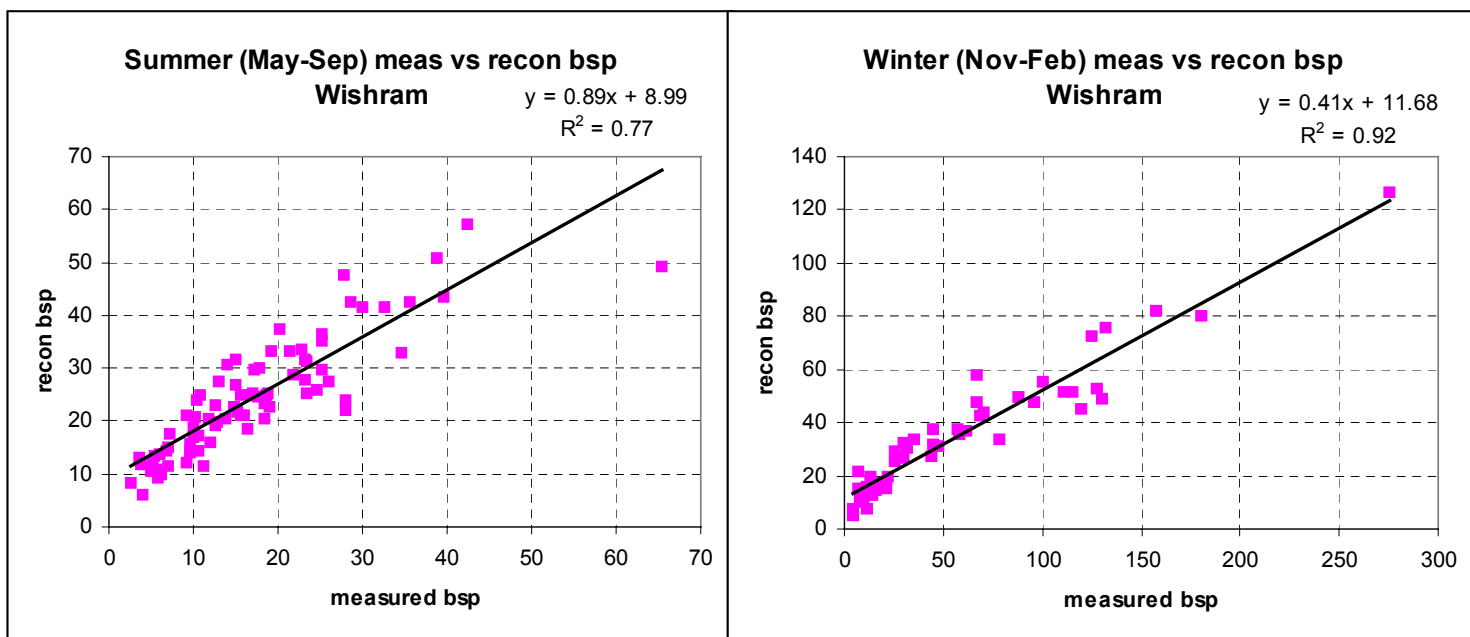 Summer (May-Sep) meas vs recon bsp
Wishram
y = 0.89x + 8.99
R² = 0.77
70
60
50
40
30
20
10
0
recon bsp
0 10 20 30 40 50 60 70
measured bsp
Winter (Nov-Feb) meas vs recon bsp
Wishram
y = 0.41x + 11.68
R² = 0.92
140
120
100
80
60
40
20
0
recon bsp
0 50 100 150 200 250 300
measured bsp